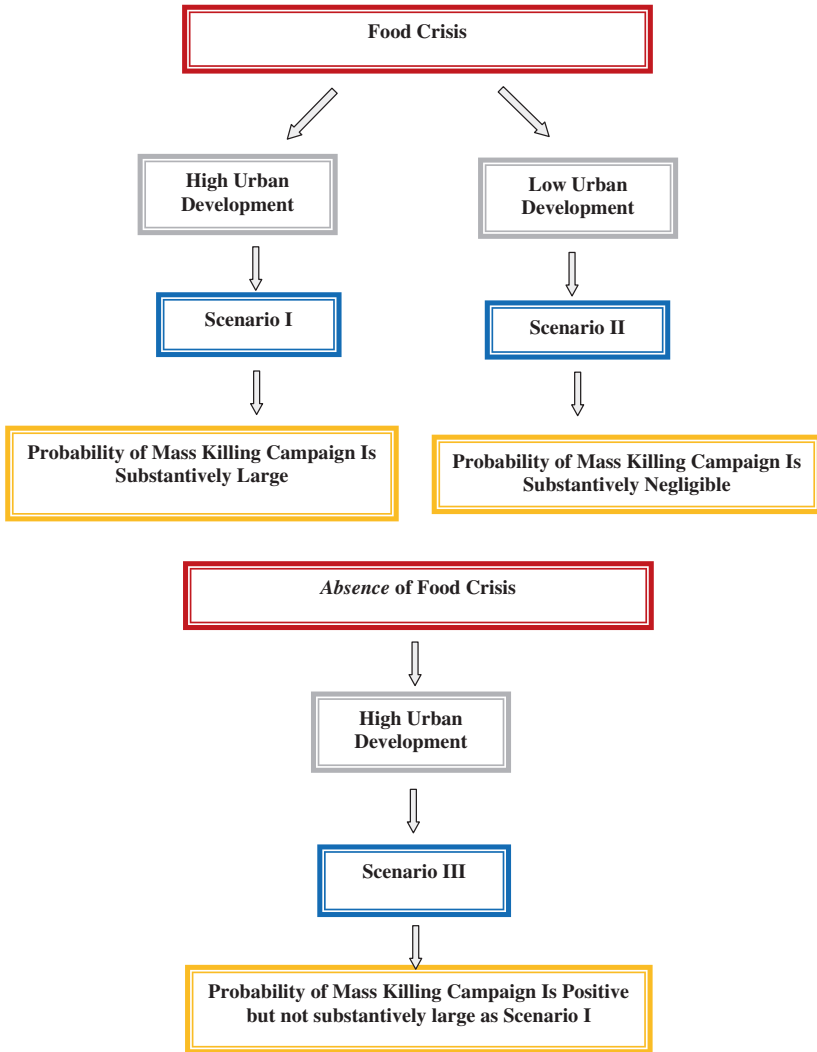 Food Crisis
High Urban
Development
Low Urban
Development
Scenario I
Scenario II
Probability of Mass Killing Campaign Is
Substantively Large
Probability of Mass Killing Campaign Is
Substantively Negligible
Absence of Food Crisis
High Urban
Development
Scenario III
Probability of Mass Killing Campaign Is Positive
but not substantively large as Scenario I